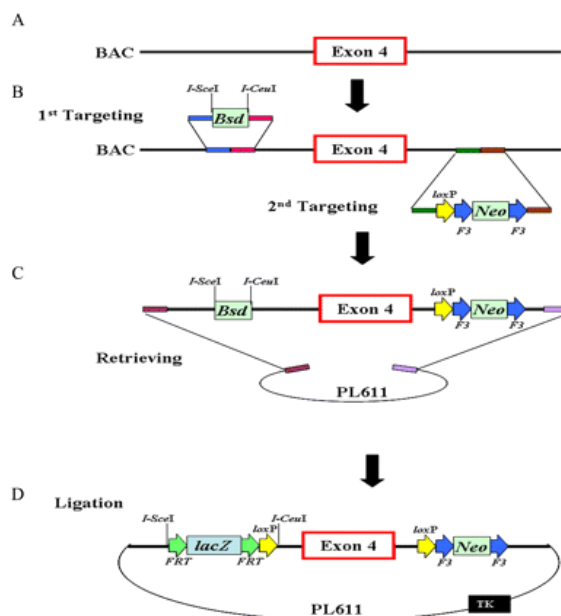 A
BAC
Exon 4
B
I-SceI I-CeuI
1st Targeting
Bsd
BAC
Exon 4
2nd Targeting
loxP
Neo
F3 F3
C
I-SceI I-CeuI
loxP
Bsd
Exon 4
Neo
F3 F3
Retrieving
PL611
D
Ligation
I-SceI loxP I-CeuI loxP
lacZ
Exon 4
Neo
FRT FRT F3 F3
PL611
TK